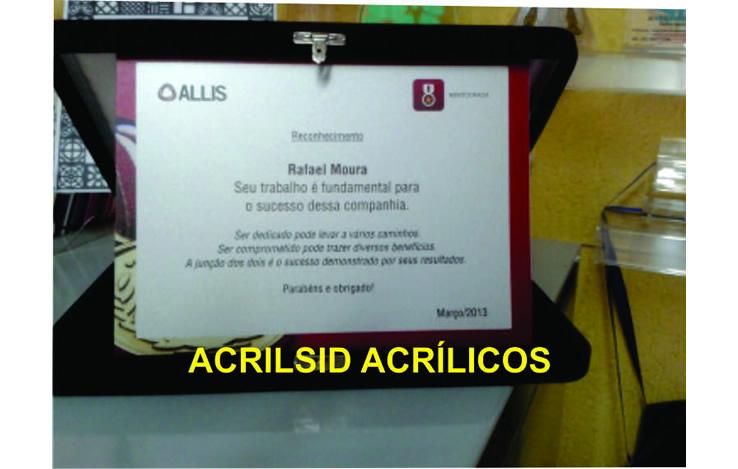 ALLIS
MERITOCRACIA
Reconhecimento
Rafael Moura
Seu trabalho é fundamental para
o sucesso dessa companhia.
Ser dedicado pode levar a vários caminhos.
Ser comprometido pode trazer diversos benefícios.
A junção dos dois é o sucesso demonstrado por seus resultados.
Parabéns e obrigado!
Março/2013
ACRILSID ACRÍLICOS